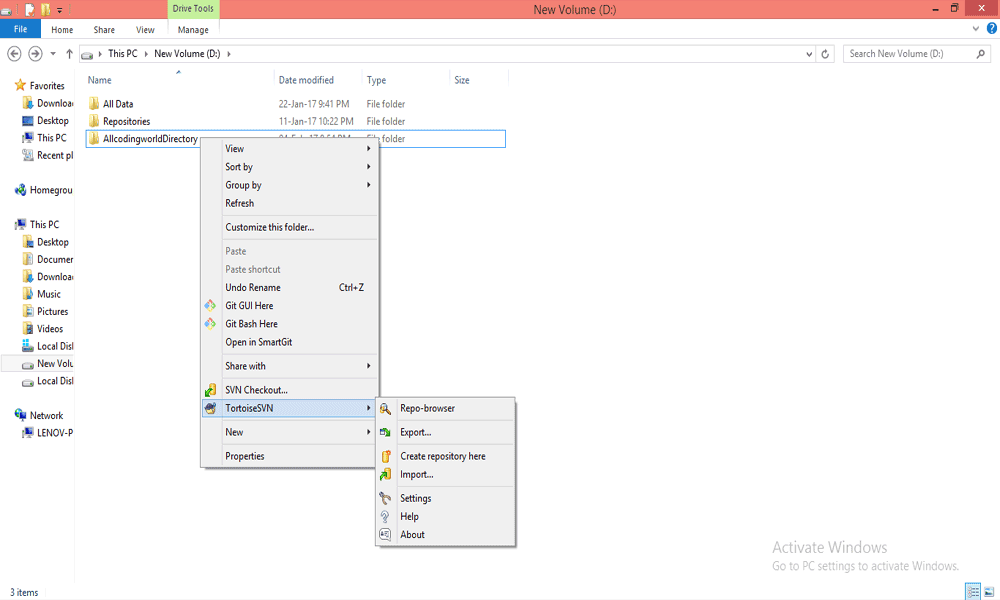 Drive Tools
New Volume (D:)
File Home Share View Manage
This PC New Volume (D:)
Search New Volume (D:)
Name Date modified Type Size
Favorites
Downloa
Desktop
This PC
Recent pl
Homegrou
This PC
Desktop
Documen
Downloa
Music
Pictures
Videos
Local Disl
New Volu
Local Disl
Network
LENOV-P
All Data 22-Jan-17 9:41 PM File folder
Repositories 11-Jan-17 10:22 PM File folder
AllcodingworldDirectory File folder
View
Sort by
Group by
Refresh
Customize this folder...
Paste
Paste shortcut
Undo Rename Ctrl+Z
Git GUI Here
Git Bash Here
Open in SmartGit
Share with
SVN Checkout...
TortoiseSVN
New
Properties
Repo-browser
Export...
Create repository here
Import...
Settings
Help
About
Activate Windows
Go to PC settings to activate Windows.
3 items